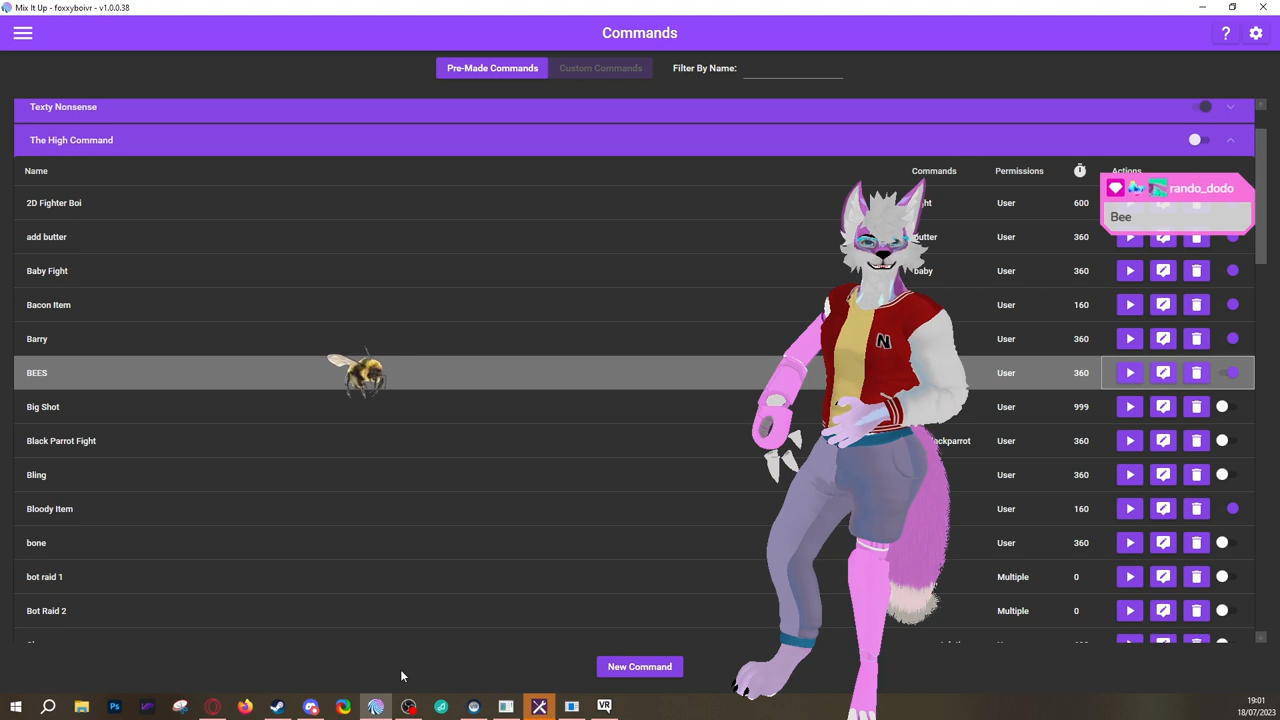 Mix It Up - foxxyboivr - v1.0.0.38
Commands
?
Pre-Made Commands Custom Commands Filter By Name:
Texty Nonsense
The High Command
Name Commands Permissions Actions
rando_dodo
Bee
2D Fighter Boi User 600
add butter User 360
Baby Fight baby User 360
Bacon Item User 160
Barry User 360
N
BEES User 360
Big Shot User 999
Black Parrot Fight User 360
Bling User 360
Bloody Item User 160
bone User 360
bot raid 1 Multiple 0
Bot Raid 2 Multiple 0
New Command
Ps VR
19:01
18/07/2023